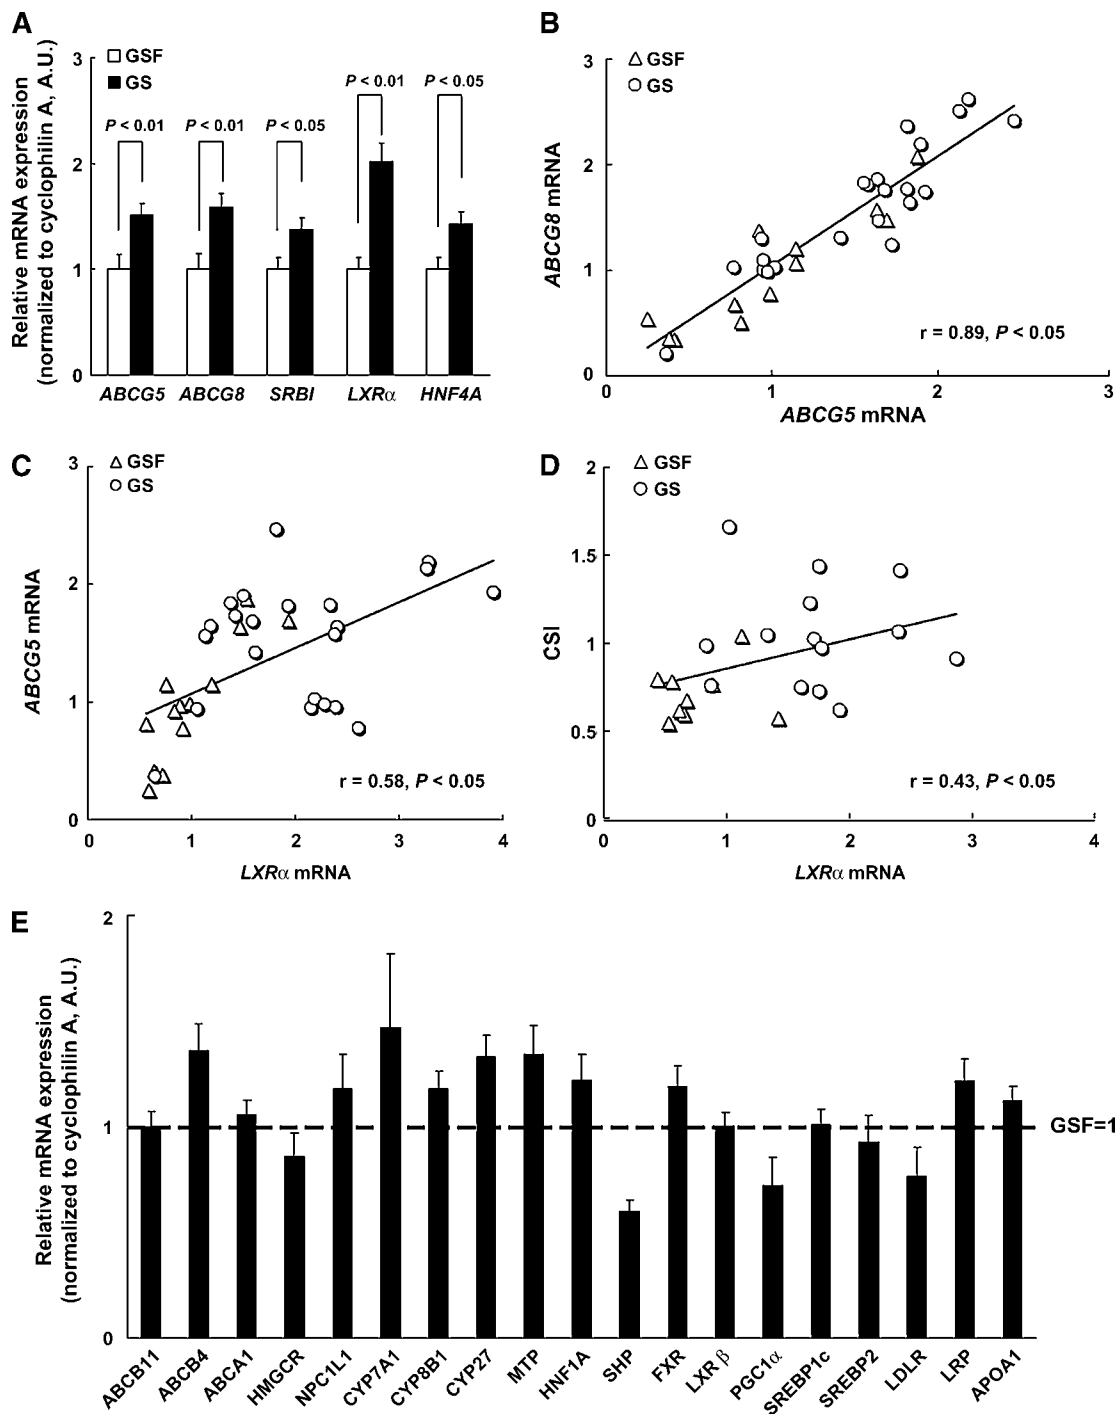 A
Relative mRNA expression
(normalized to cyclophilin A, A.U.)
3
2
1
0
GSF
GS
P < 0.01
P < 0.01
P < 0.05
P < 0.01
P < 0.05
ABCG5 ABCG8 SRBI LXRα HNF4A
B
ABCG8 mRNA
3
2
1
0
GSF
GS
r = 0.89, P < 0.05
0 1 2 3
ABCG5 mRNA
C
ABCG5 mRNA
3
2
1
0
GSF
GS
r = 0.58, P < 0.05
0 1 2 3 4
LXRα mRNA
D
CSI
2
1.5
1
0.5
0
GSF
GS
r = 0.43, P < 0.05
0 1 2 3 4
LXRα mRNA
E
Relative mRNA expression
(normalized to cyclophilin A, A.U.)
2
1
0
GSF=1
ABCB11
ABCB4
ABCA1
HMGCR
NPC1L1
CYP7A1
CYP8B1
CYP27
MTP
HNF1A
SHP
FXR
LXR β
PGC1α
SREBP1c
SREBP2
LDLR
LRP
APOA1